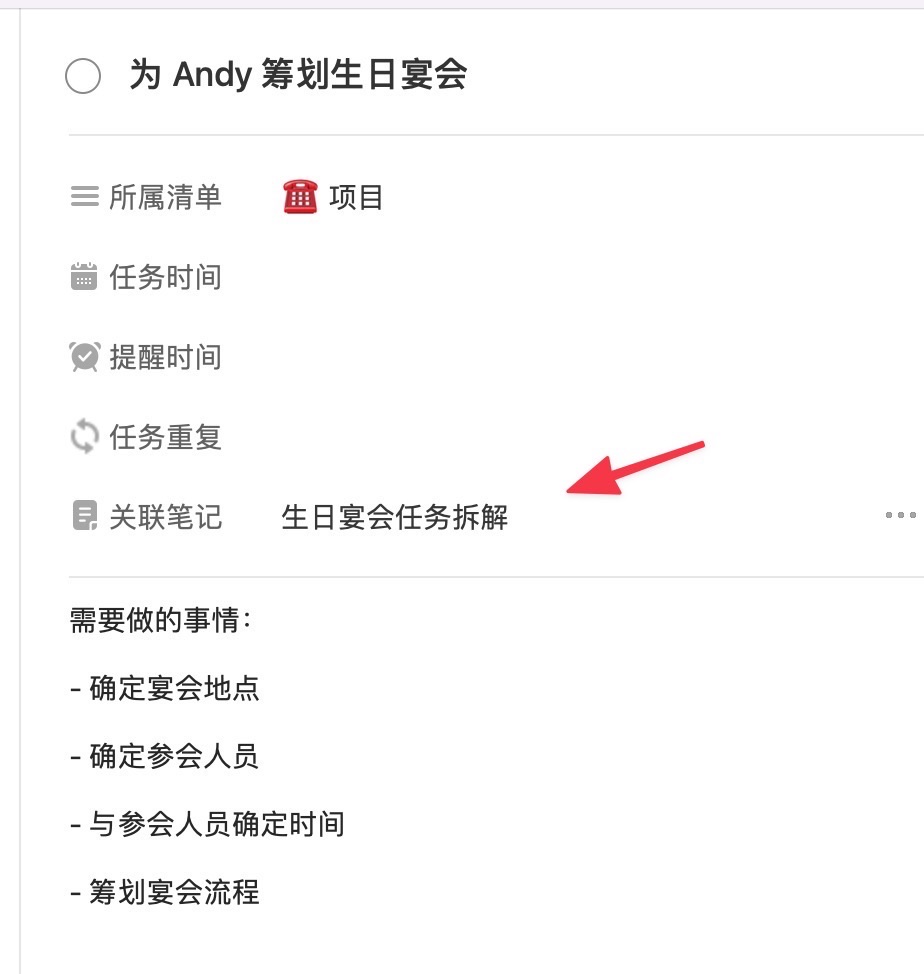 为 Andy 筹划生日宴会
所属清单 项目
任务时间
提醒时间
任务重复
关联笔记 生日宴会任务拆解
需要做的事情：
- 确定宴会地点
- 确定参会人员
- 与参会人员确定时间
- 筹划宴会流程